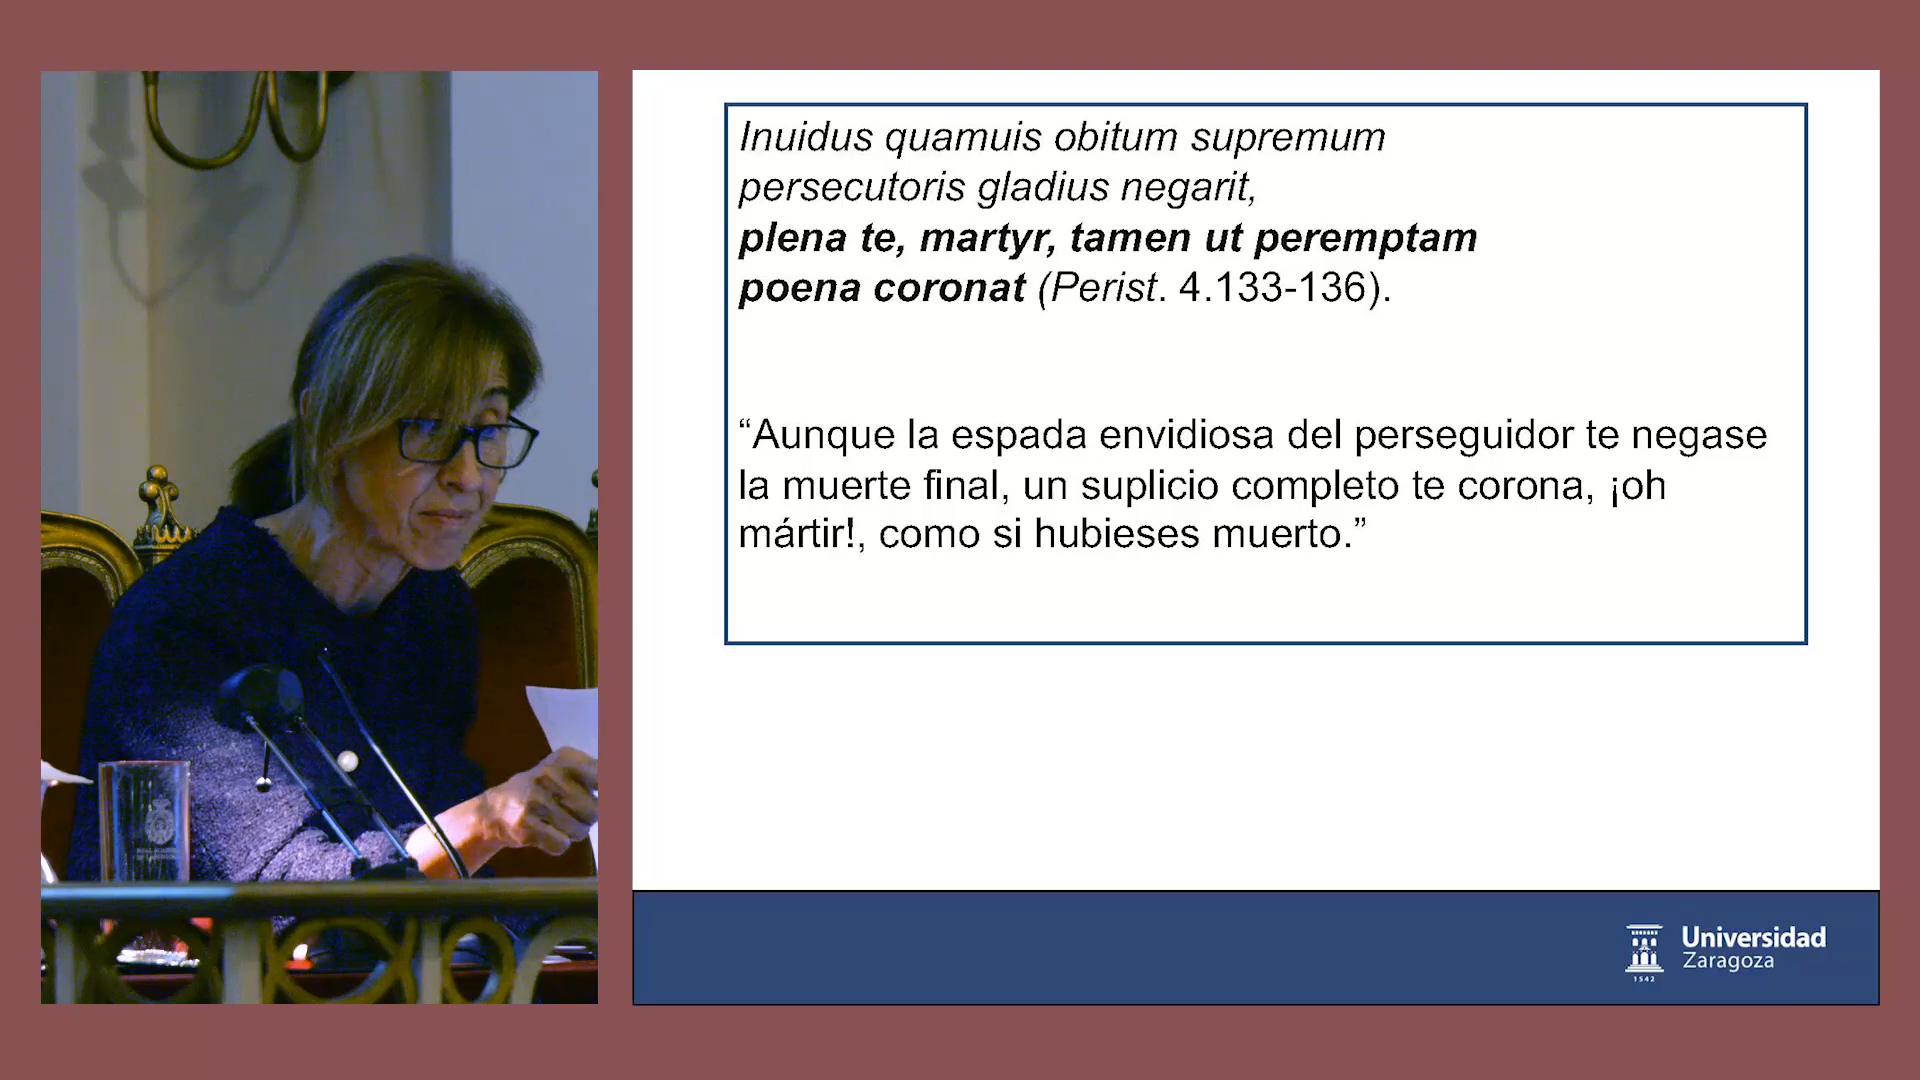 Inuidus quamuis obitum supremum
persecutoris gladius negarit,
plena te, martyr, tamen ut peremptam
poena coronat (Perist. 4.133-136).
“Aunque la espada envidiosa del perseguidor te negase
la muerte final, un suplicio completo te corona, ¡oh
mártir!, como si hubieses muerto.”
Universidad
Zaragoza
1542